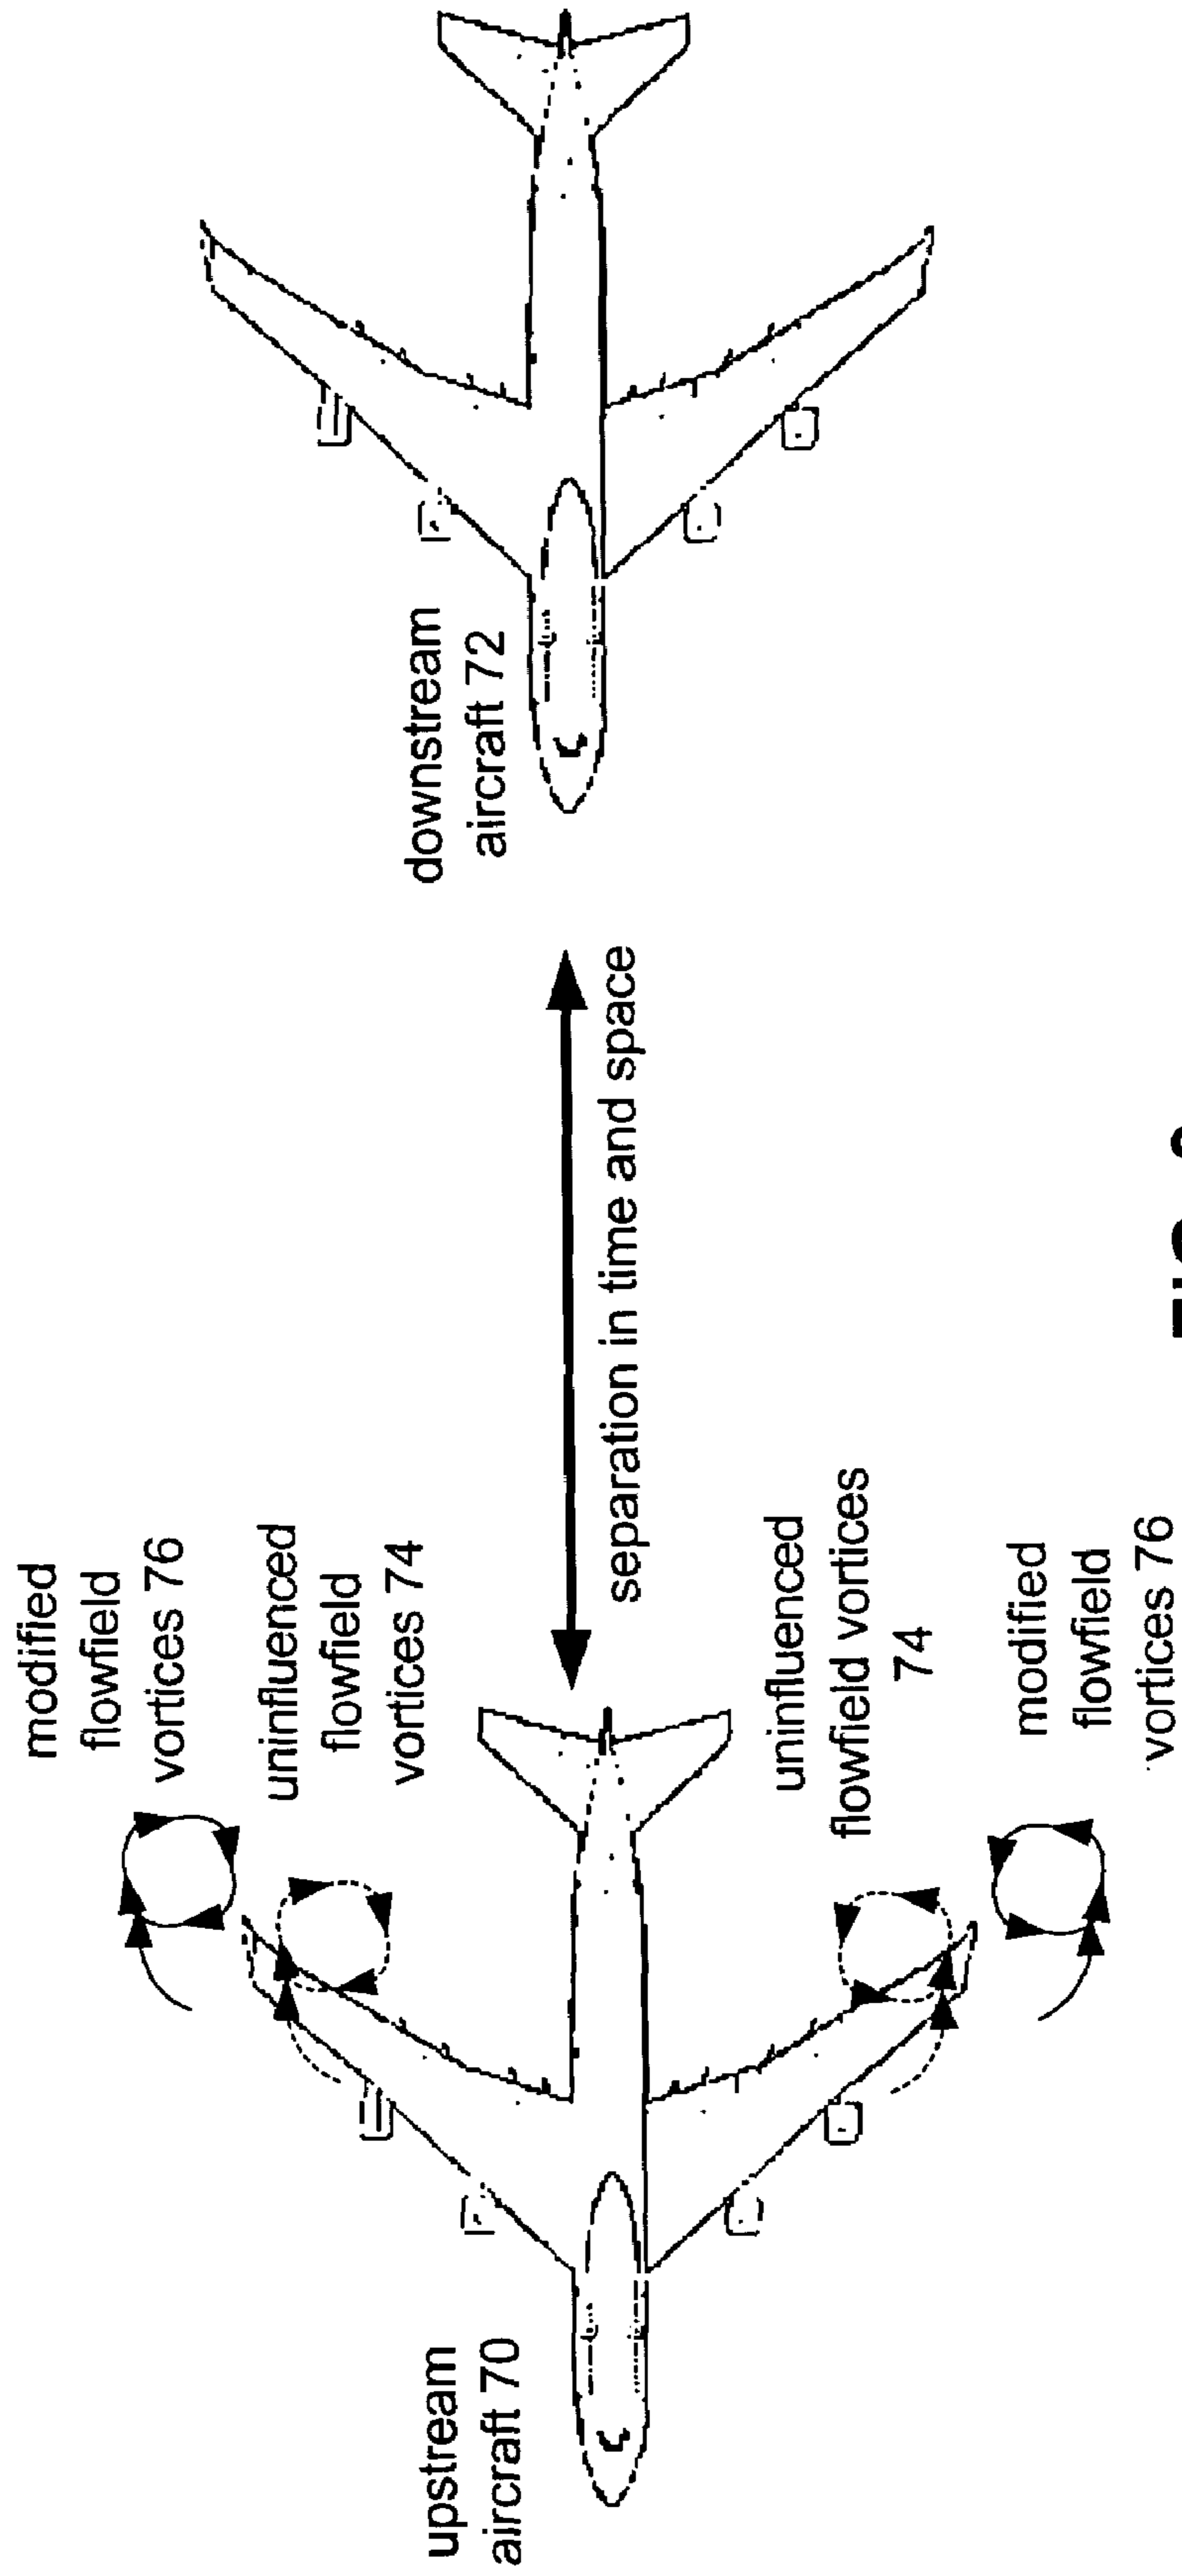 modified
flowfield
vortices 76
uninfluenced
flowfield
vortices 74
upstream
aircraft 70
downstream
aircraft 72
separation in time and space
uninfluenced
flowfield vortices
74
modified
flowfield
vortices 76
FIG